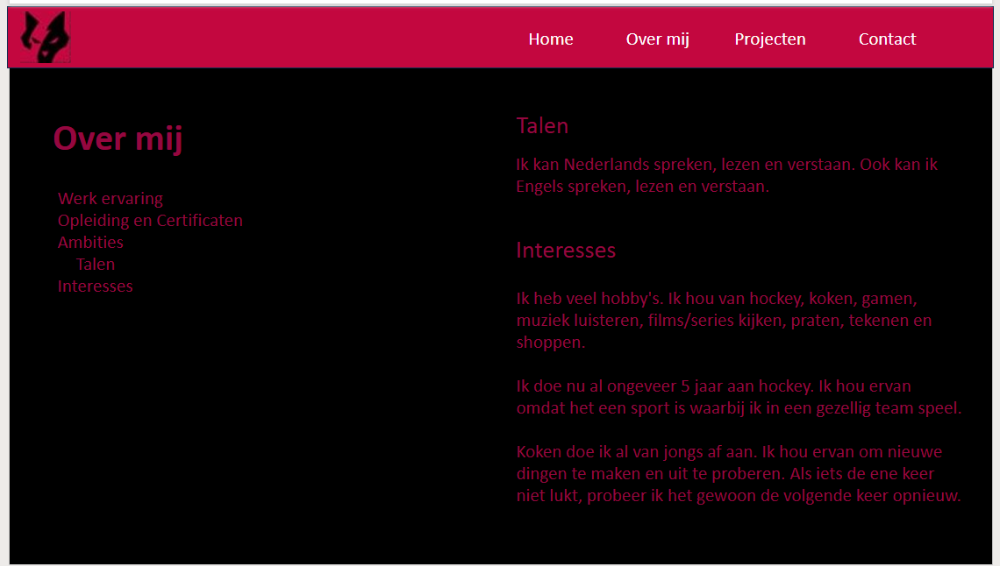 Home Over mij Projecten Contact
Over mij
Werk ervaring
Opleiding en Certificaten
Ambities
Talen
Interesses
Talen
Ik kan Nederlands spreken, lezen en verstaan. Ook kan ik
Engels spreken, lezen en verstaan.
Interesses
Ik heb veel hobby's. Ik hou van hockey, koken, gamen,
muziek luisteren, films/series kijken, praten, tekenen en
shoppen.
Ik doe nu al ongeveer 5 jaar aan hockey. Ik hou ervan
omdat het een sport is waarbij ik in een gezellig team speel.
Koken doe ik al van jongs af aan. Ik hou ervan om nieuwe
dingen te maken en uit te proberen. Als iets de ene keer
niet lukt, probeer ik het gewoon de volgende keer opnieuw.